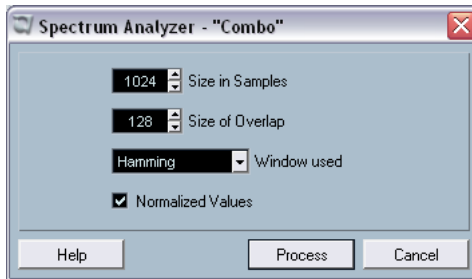 Spectrum Analyzer - "Combo"
1024 Size in Samples
128 Size of Overlap
Hamming Window used
Normalized Values
Help Process Cancel